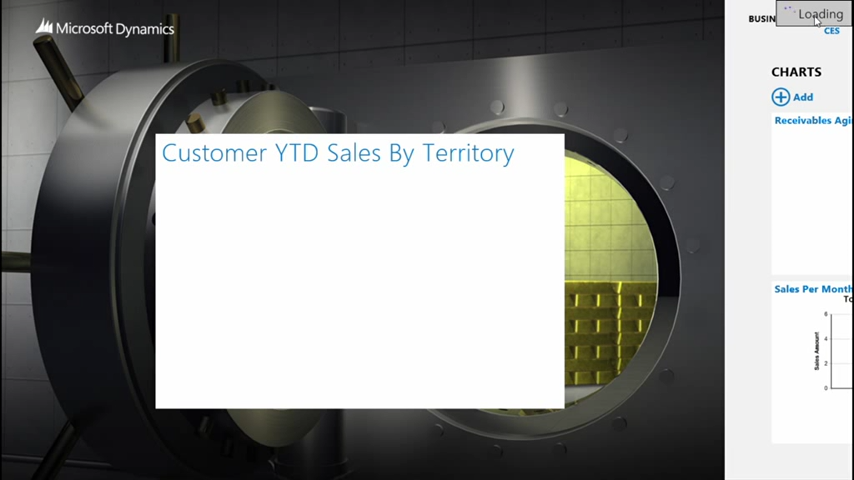 Microsoft Dynamics
Customer YTD Sales By Territory
BUSIN
Loading
CES
CHARTS
Add
Receivables Agi
Sales Per Month
To
6
4
2
0
Sales Amount